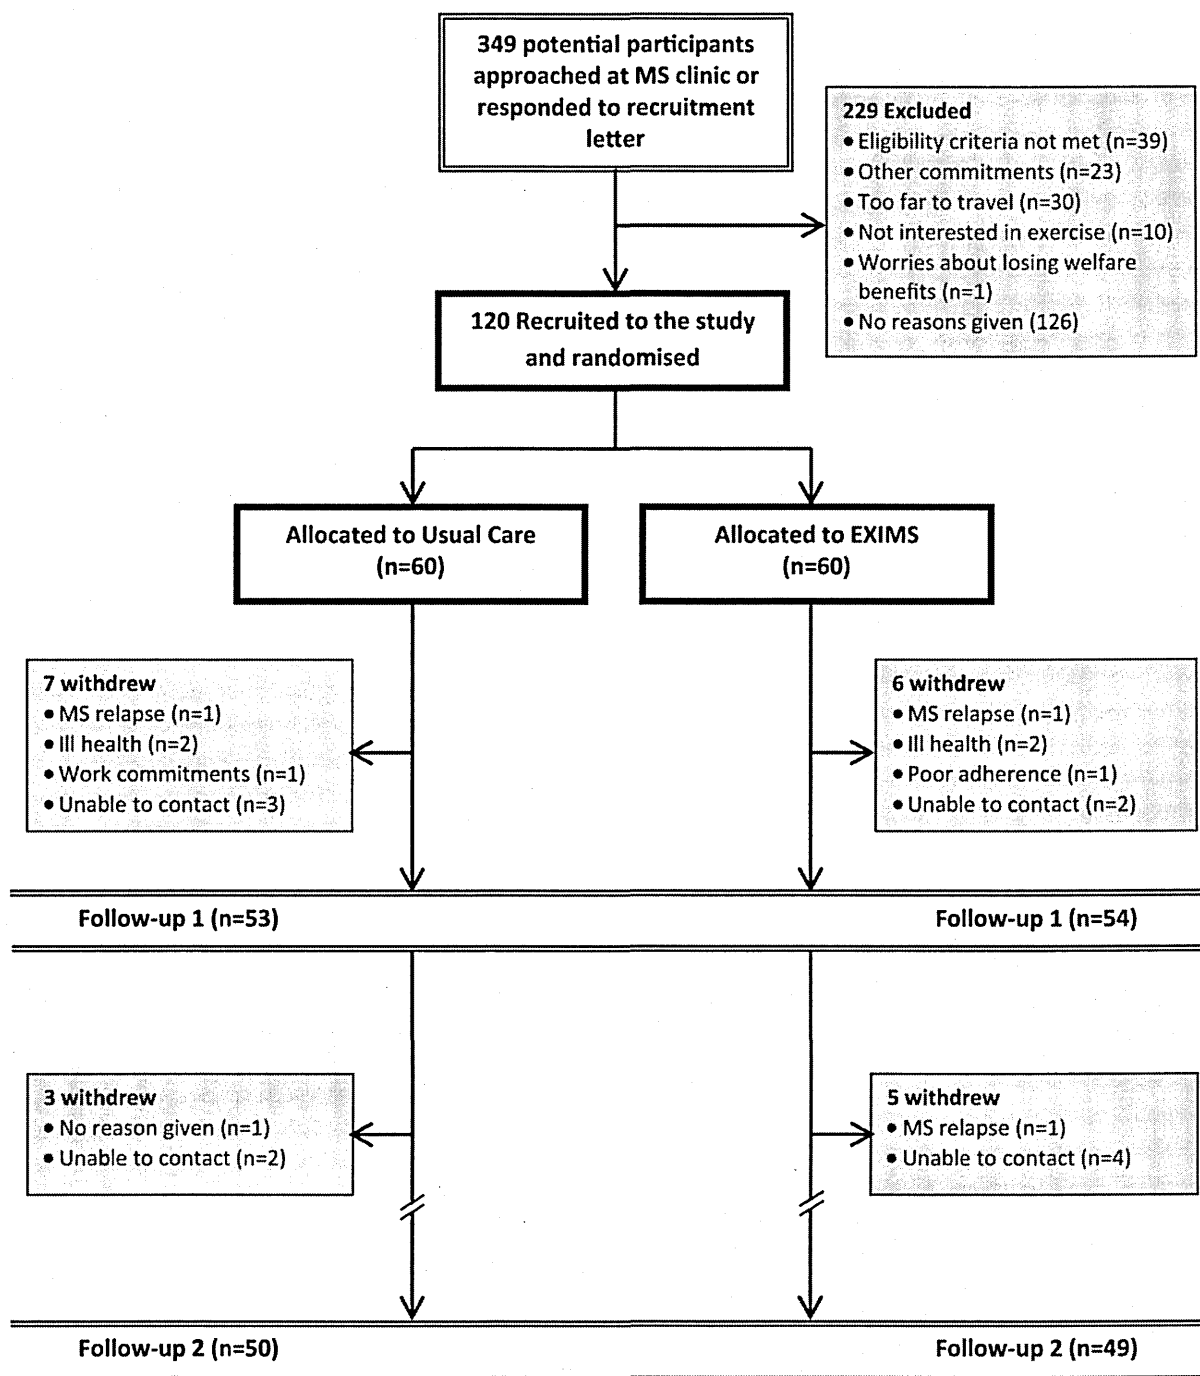 349 potential participants
approached at MS clinic or
responded to recruitment
letter
229 Excluded
• Eligibility criteria not met (n=39)
• Other commitments (n=23)
• Too far to travel (n=30)
• Not interested in exercise (n=10)
• Worries about losing welfare
benefits (n=1)
• No reasons given (126)
120 Recruited to the study
and randomised
Allocated to Usual Care
(n=60)
Allocated to EXIMS
(n=60)
7 withdrew
• MS relapse (n=1)
• Ill health (n=2)
• Work commitments (n=1)
• Unable to contact (n=3)
6 withdrew
• MS relapse (n=1)
• Ill health (n=2)
• Poor adherence (n=1)
• Unable to contact (n=2)
Follow-up 1 (n=53)
Follow-up 1 (n=54)
3 withdrew
• No reason given (n=1)
• Unable to contact (n=2)
5 withdrew
• MS relapse (n=1)
• Unable to contact (n=4)
Follow-up 2 (n=50)
Follow-up 2 (n=49)